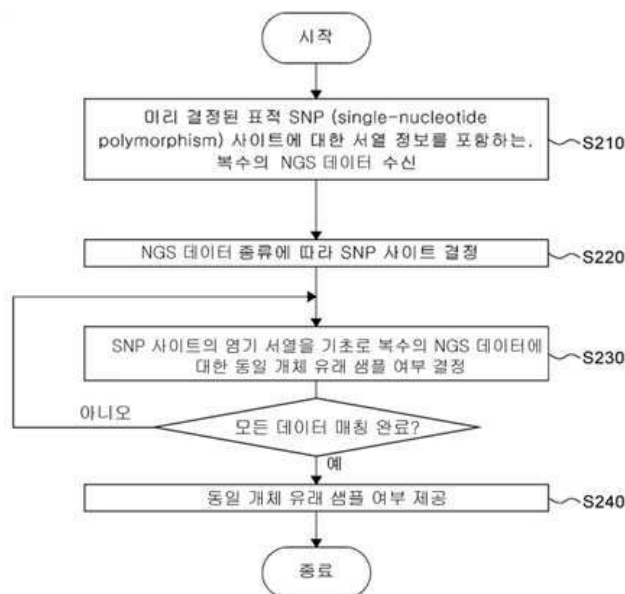 시작
미리 결정된 표적 SNP (single-nucleotide
polymorphism) 사이트에 대한 서열 정보를 포함하는,
복수의 NGS 데이터 수신
S210
NGS 데이터 종류에 따라 SNP 사이트 결정
S220
SNP 사이트의 염기 서열을 기초로 복수의 NGS 데이터에
대한 동일 개체 유래 샘플 여부 결정
S230
아니오
모든 데이터 매칭 완료?
예
동일 개체 유래 샘플 여부 제공
S240
종료